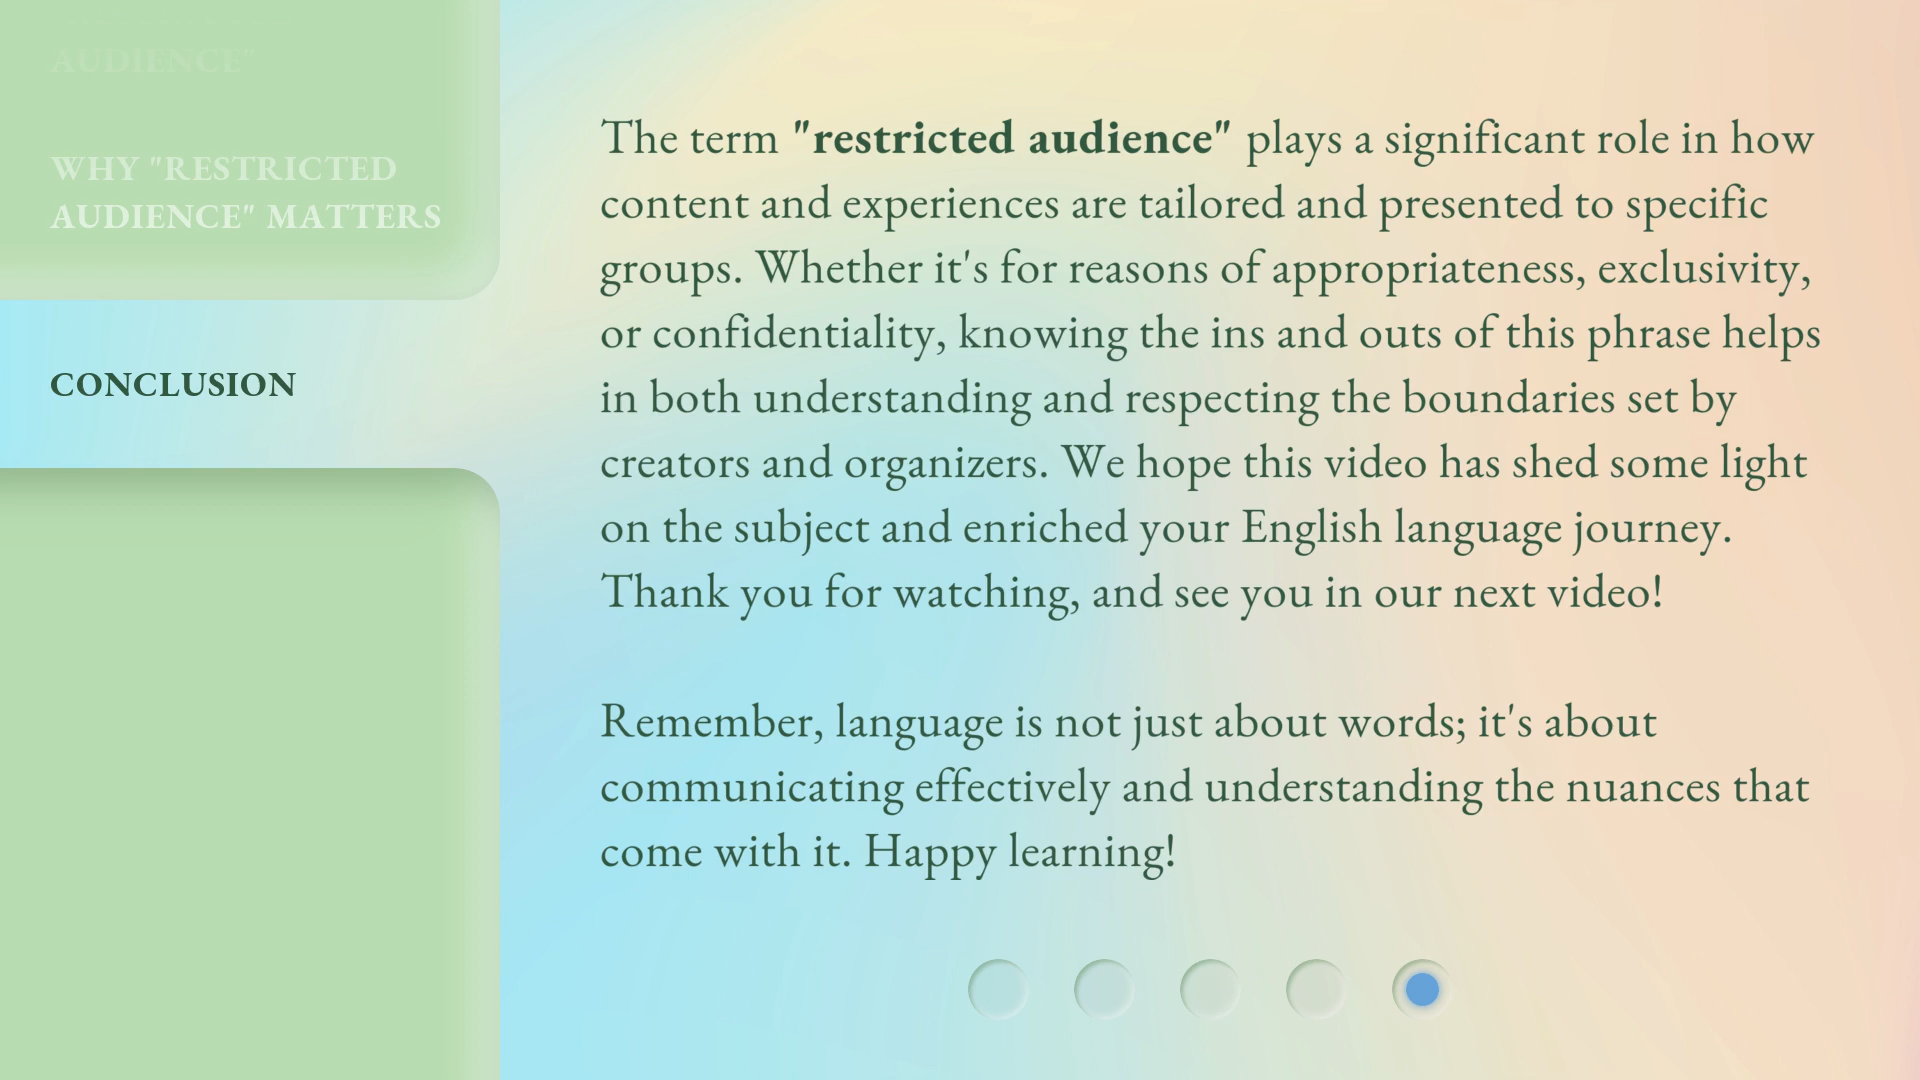 AUDIENCE"
WHY "RESTRICTED
AUDIENCE" MATTERS
CONCLUSION
The term "restricted audience" plays a significant role in how
content and experiences are tailored and presented to specific
groups. Whether it's for reasons of appropriateness, exclusivity,
or confidentiality, knowing the ins and outs of this phrase helps
in both understanding and respecting the boundaries set by
creators and organizers. We hope this video has shed some light
on the subject and enriched your English language journey.
Thank you for watching, and see you in our next video!
Remember, language is not just about words; it's about
communicating effectively and understanding the nuances that
come with it. Happy learning!